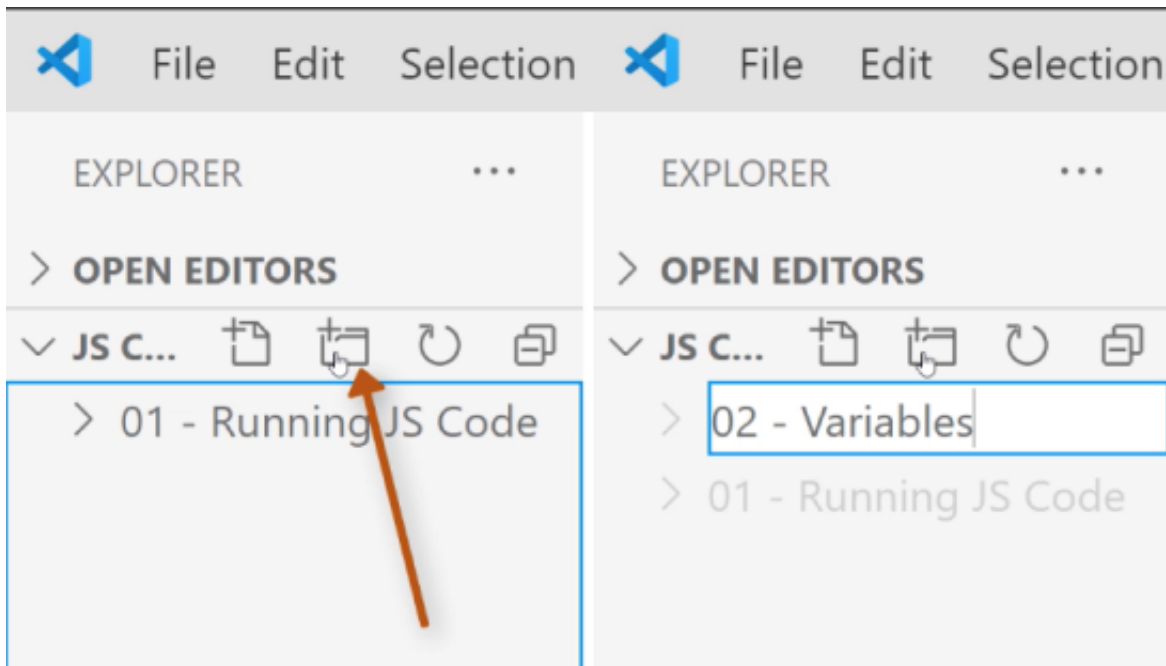 File Edit Selection
EXPLORER ...
OPEN EDITORS
JS C...
01 - Running JS Code
File Edit Selection
EXPLORER ...
OPEN EDITORS
JS C...
02 - Variables
01 - Running JS Code